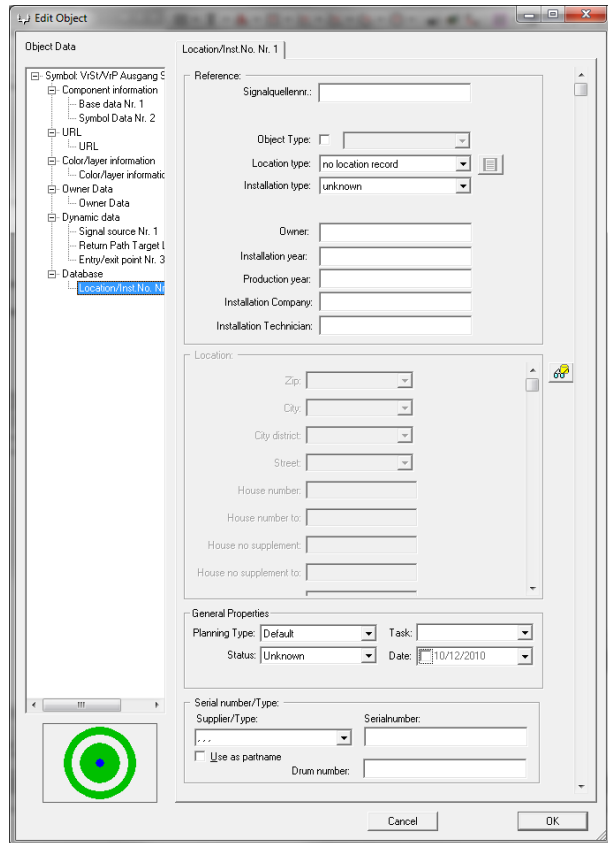 Edit Object
Object Data
Symbol: VrSt/VrP Ausgang S
Component information
Base data Nr. 1
Symbol Data Nr. 2
URL
URL
Color/layer information
Color/layer informatic
Owner Data
Owner Data
Dynamic data
Signal source Nr. 1
Return Path Target L
Entry/exit point Nr. 3
Database
Location/Inst.No. Nr
Location/Inst.No. Nr. 1
Reference:
Signalquellennr.:
Object Type:
Location type: no location record
Installation type: unknown
Owner:
Installation year:
Production year:
Installation Company:
Installation Technician:
Location:
Zip:
City:
City district:
Street:
House number:
House number to:
House no supplement:
House no supplement to:
General Properties
Planning Type: Default Task:
Status: Unknown Date: 10/12/2010
Serial number/Type:
Supplier/Type: Serialnumber:
, , ,
Use as partname
Drum number:
Cancel OK